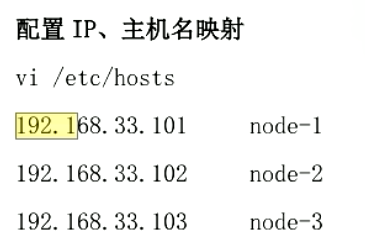 配置 IP、主机名映射
vi /etc/hosts
192.168.33.101 node-1
192.168.33.102 node-2
192.168.33.103 node-3